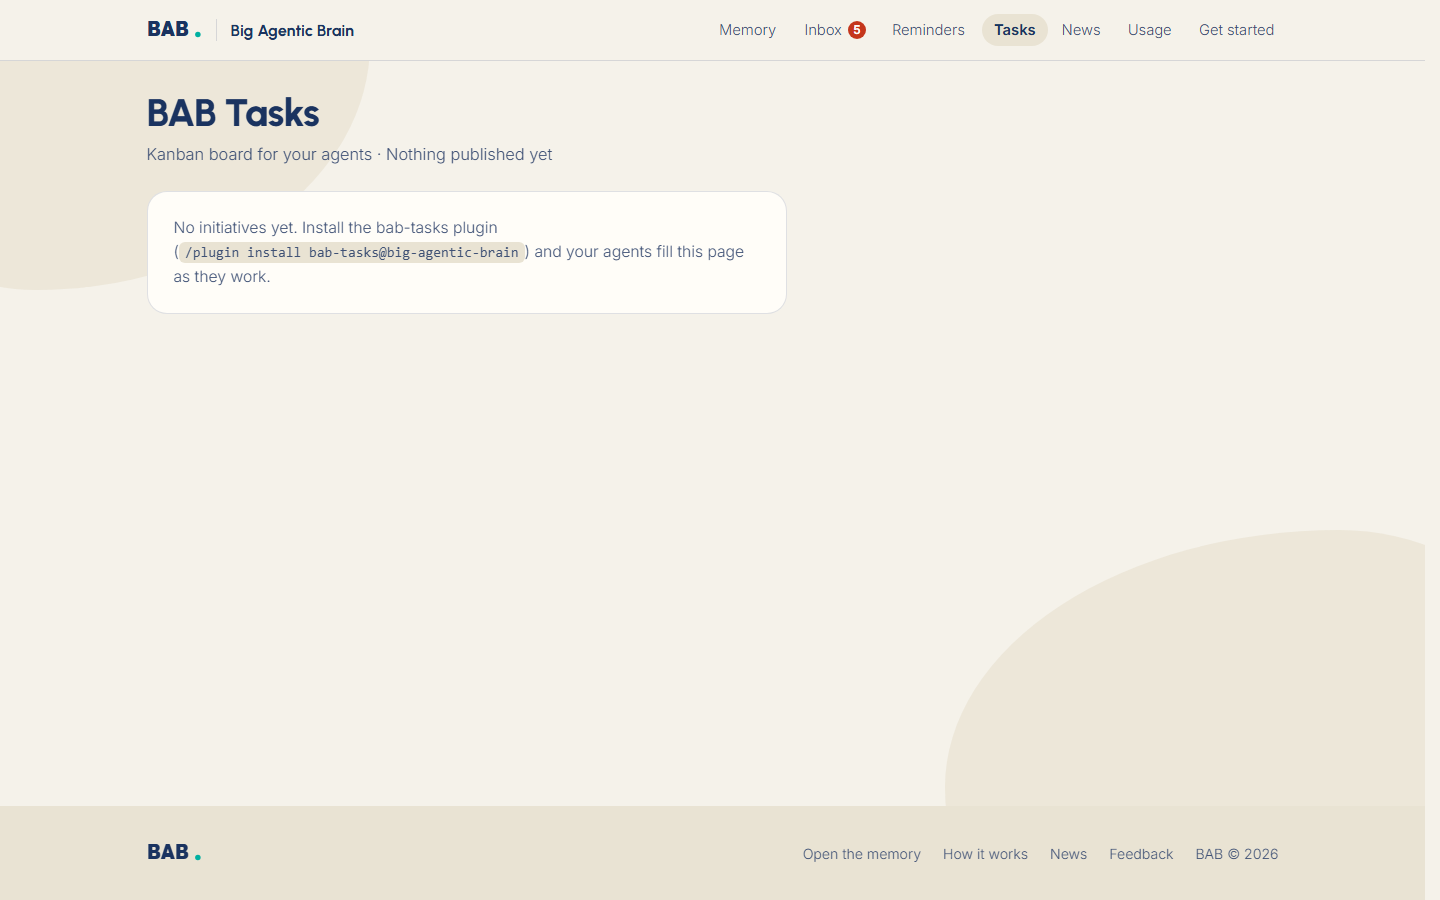 BAB.
Big Agentic Brain
Memory
Inbox 5
Reminders
Tasks
News
Usage
Get started
BAB Tasks
Kanban board for your agents · Nothing published yet
No initiatives yet. Install the bab-tasks plugin
(/plugin install bab-tasks@big-agentic-brain) and your agents fill this page
as they work.
BAB.
Open the memory
How it works
News
Feedback
BAB © 2026